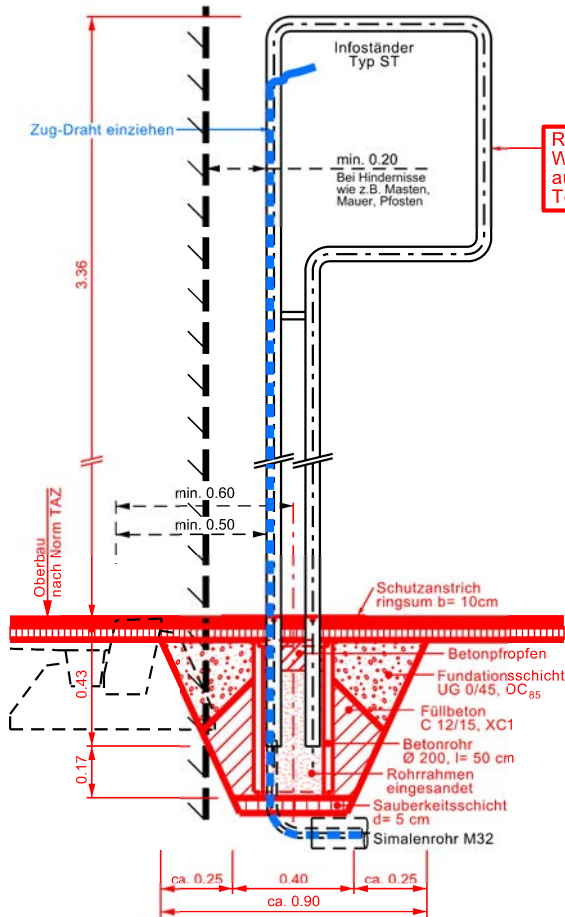 Infoständer
Typ ST
Zug-Draht einziehen
min. 0.20
Bei Hindernisse
wie z.B. Masten,
Mauer, Pfosten
3.36
min. 0.60
min. 0.50
Oberbau
nach Norm TAZ
Schutzanstrich
ringsum b= 10cm
Betonpfropfen
Fundationsschicht
UG 0/45, OC85
Füllbeton
C 12/15, XC1
Betonrohr
Ø 200, l= 50 cm
Rohrrahmen
eingesandet
Sauberkeitsschicht
d= 5 cm
Simalenrohr M32
0.43
0.17
ca. 0.25
0.40
ca. 0.25
ca. 0.90